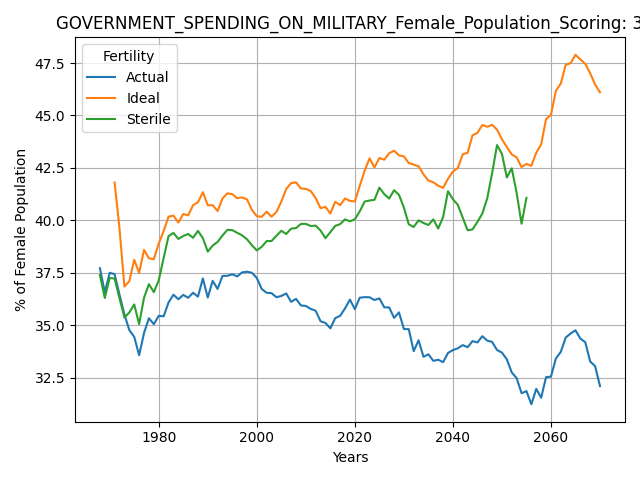 GOVERNMENT_SPENDING_ON_MILITARY_Female_Population_Scoring: 3
Fertility
Actual
Ideal
Sterile
% of Female Population
47.5
45.0
42.5
40.0
37.5
35.0
32.5
1980
2000
2020
2040
2060
Years